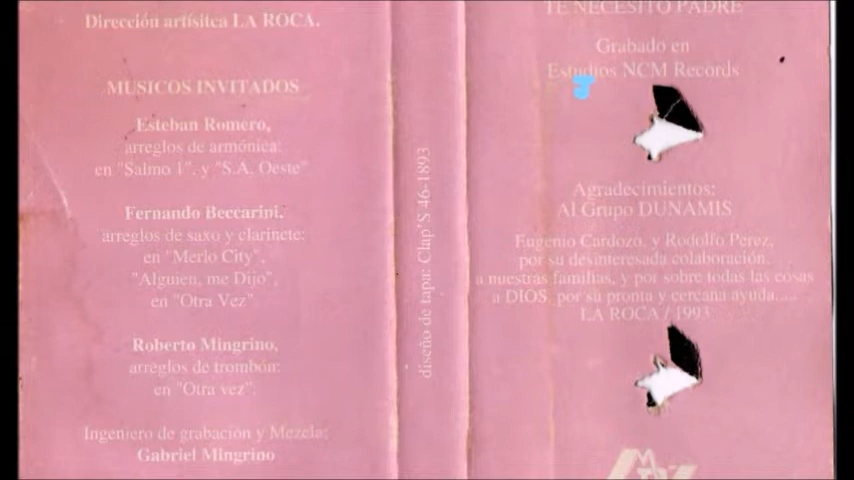 Dirección artísitca LA ROCA.
MUSICOS INVITADOS
Esteban Romero,
arreglos de armónica:
en "Salmo 1". y "S.A. Oeste"
Fernando Beccarini.
arreglos de saxo y clarincte:
en "Merlo City",
"Alguien, me Dijo",
en "Otra Vez".
Roberto Mingrino,
arreglos de trombón:
en "Otra vez".
Ingeniero de grabación y Mezcla:
Gabriel Mingrino
diseño de tapa: Clap'S 46-1893
TE NECESITO PADRE
Grabado en
Estudios NCM Records
Agradecimientos:
Al Grupo DUNAMIS
Eugenio Cardozo, y Rodolfo Perez,
por su desinteresada colaboración.
a nuestras familias, y por sobre todas las cosas
a DIOS, por su pronta y cercana ayuda.....
LA ROCA / 1993